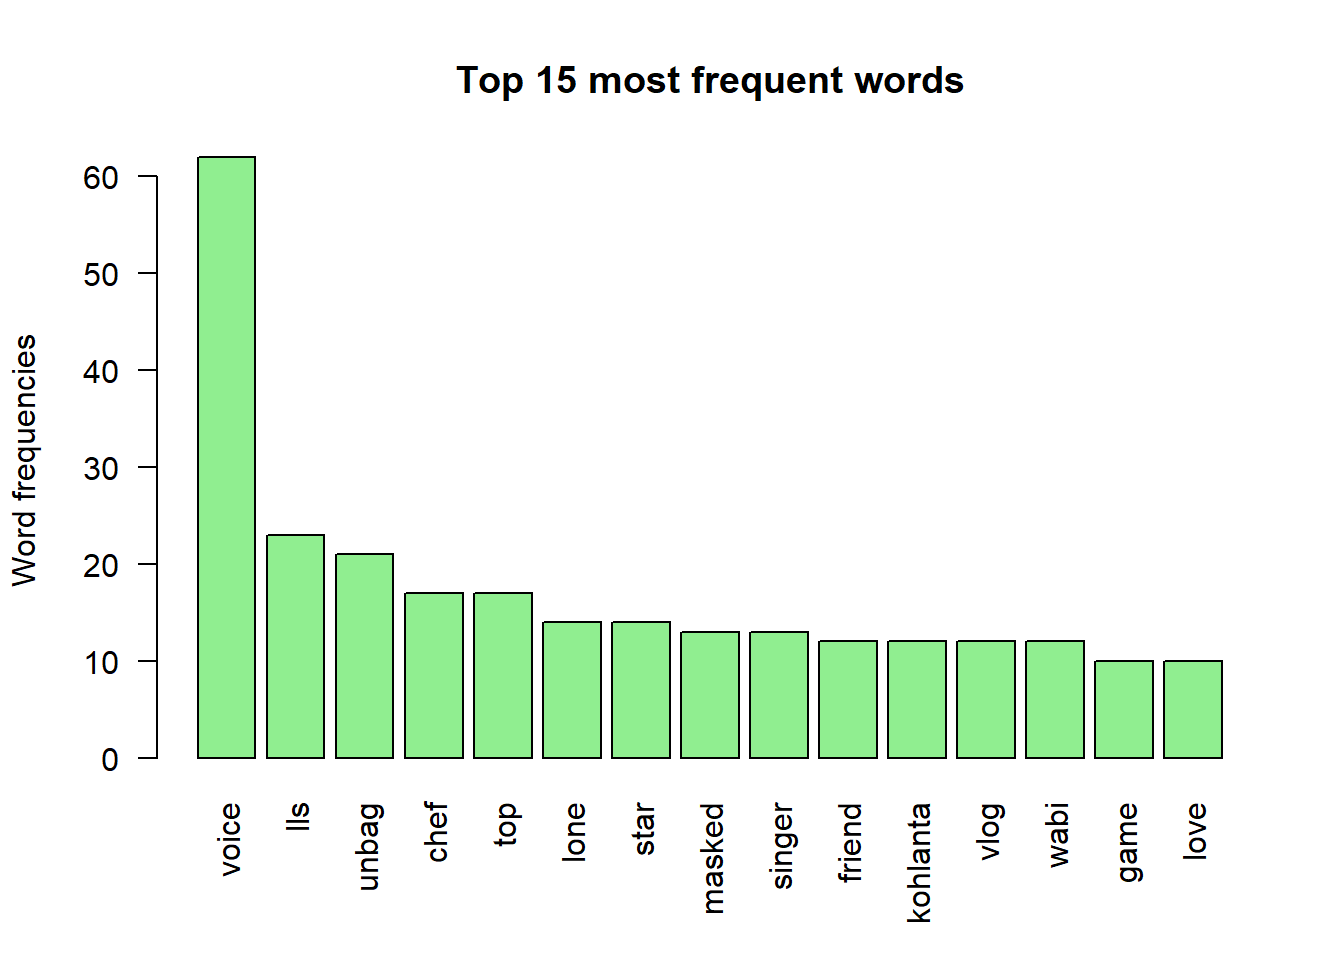 Top 15 most frequent words
Word frequencies
60
50
40
30
20
10
0
voice
lls
unbag
chef
top
lone
star
masked
singer
friend
kohlanta
vlog
wabi
game
love